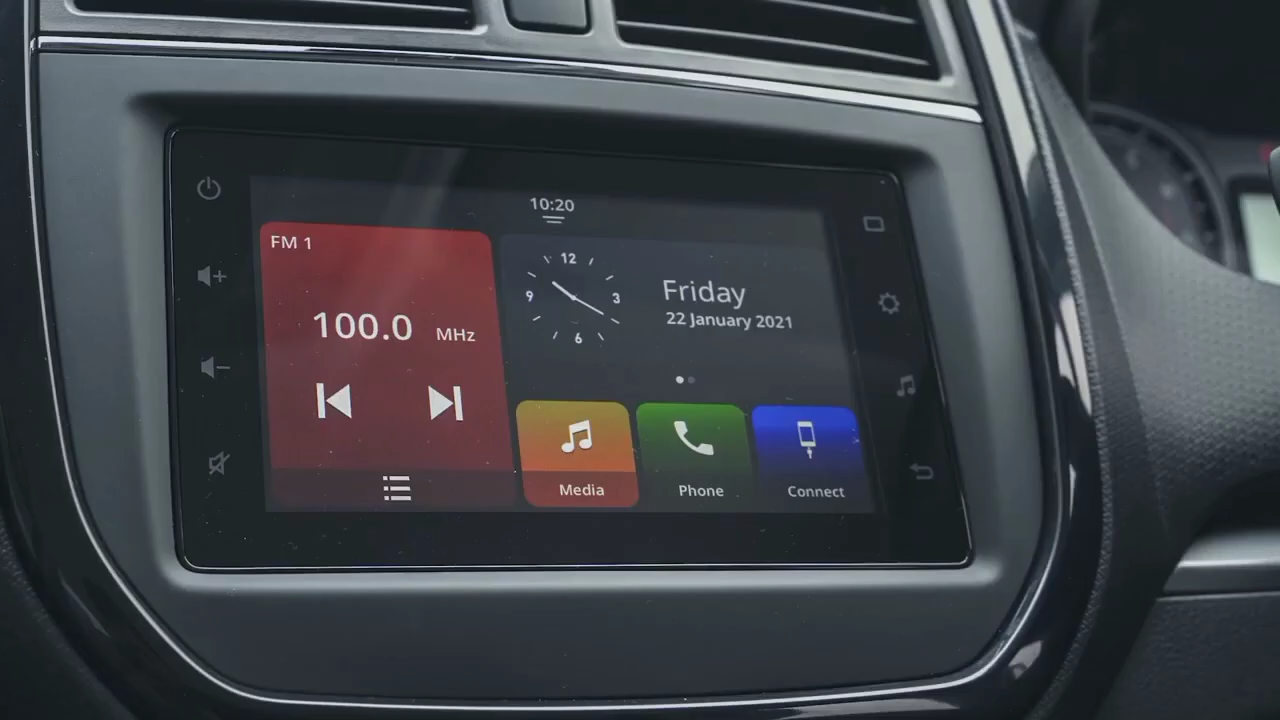 10:20
FM 1
100.0 MHz
12
9 3
6
Friday
22 January 2021
Media
Phone
Connect